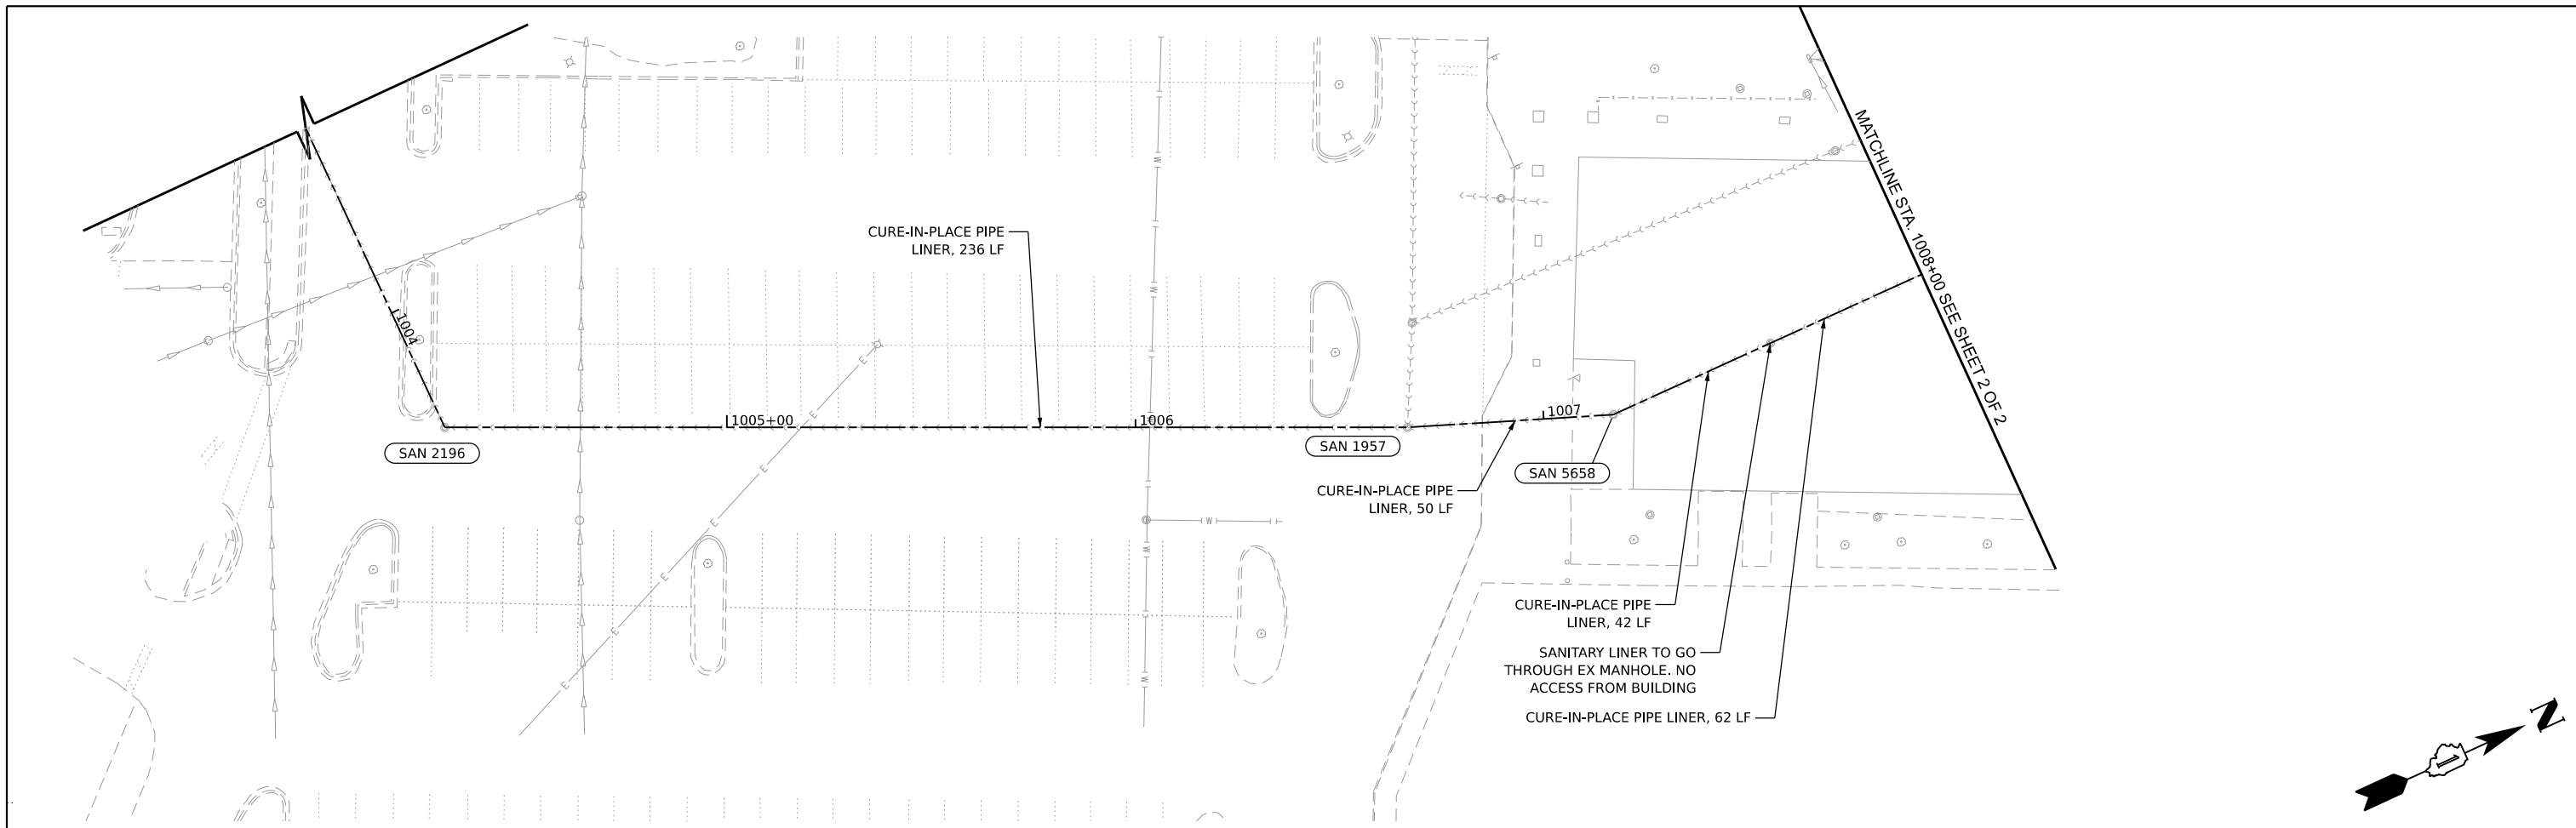 MATCHLINE STA. 1008+00 SEE SHEET 2 OF 2
CURE-IN-PLACE PIPE
LINER, 236 LF
1004
1005+00
1006
1007
SAN 2196
SAN 1957
SAN 5658
CURE-IN-PLACE PIPE
LINER, 50 LF
CURE-IN-PLACE PIPE
LINER, 42 LF
SANITARY LINER TO GO
THROUGH EX MANHOLE. NO
ACCESS FROM BUILDING
CURE-IN-PLACE PIPE LINER, 62 LF
W
W
W
W
W
W
W
W
E
E
E
E
E
E
E
N